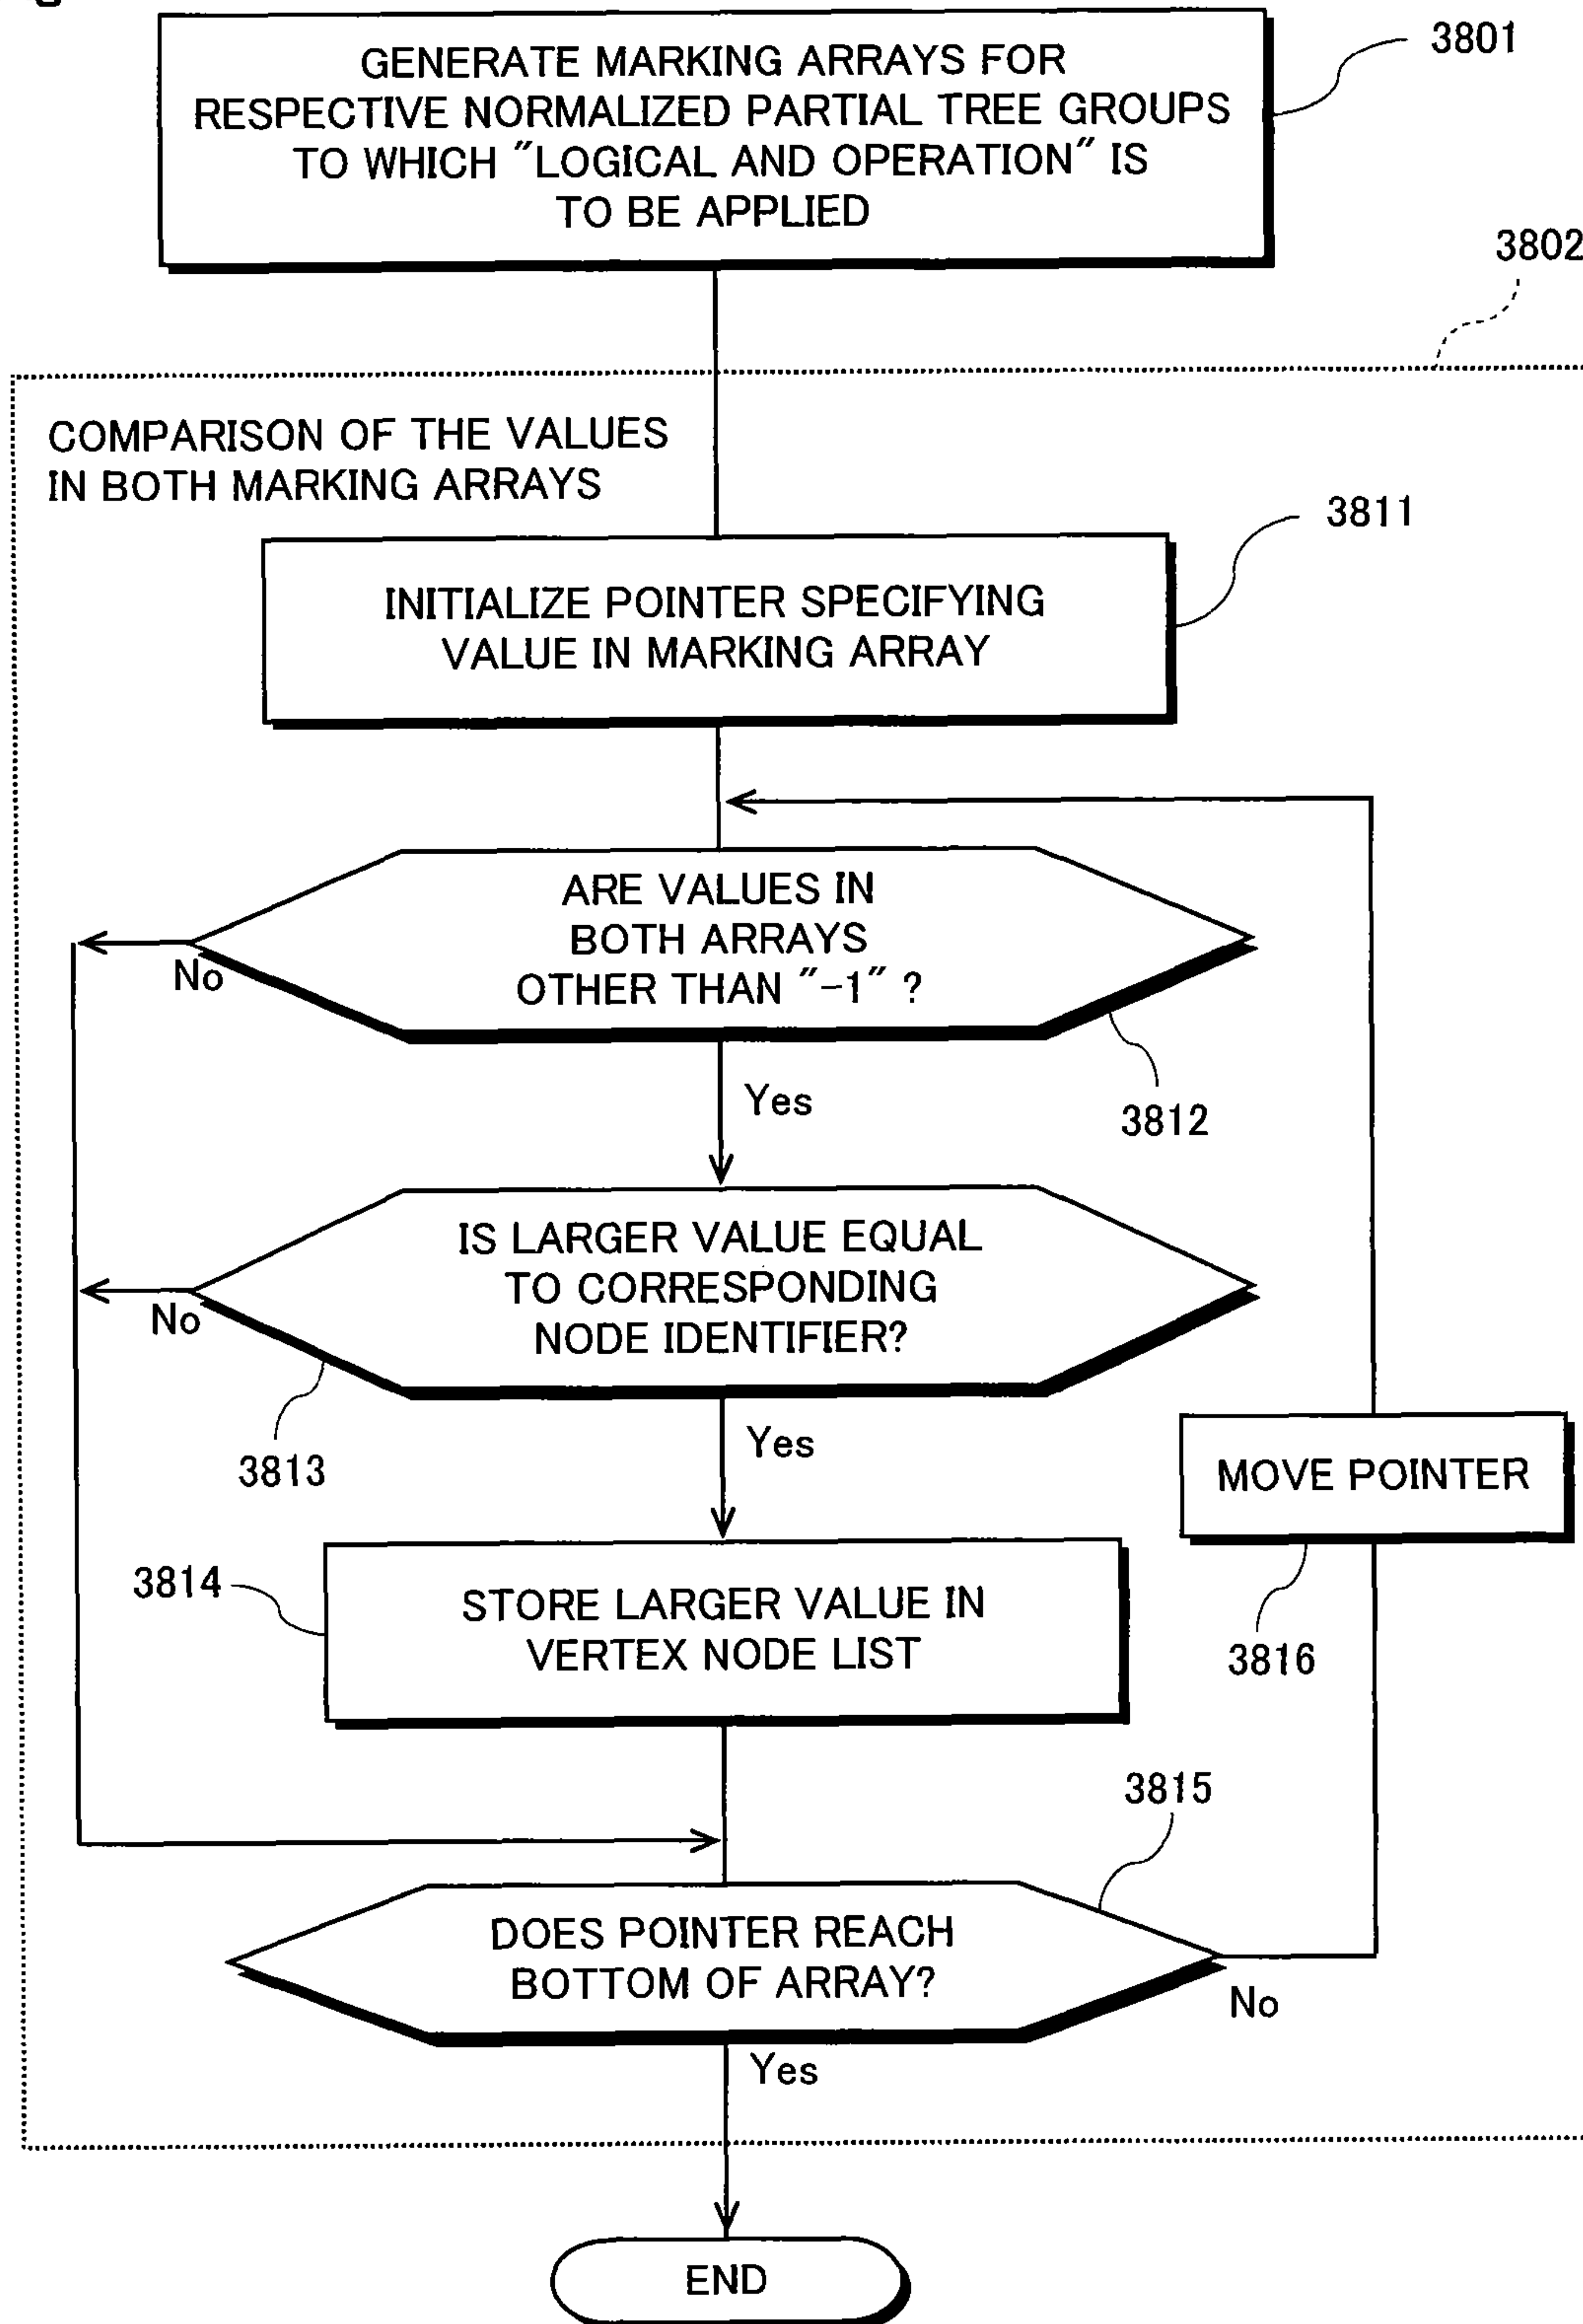 GENERATE MARKING ARRAYS FOR
RESPECTIVE NORMALIZED PARTIAL TREE GROUPS
TO WHICH "LOGICAL AND OPERATION" IS
TO BE APPLIED
3801
3802
COMPARISON OF THE VALUES
IN BOTH MARKING ARRAYS
3811
INITIALIZE POINTER SPECIFYING
VALUE IN MARKING ARRAY
ARE VALUES IN
BOTH ARRAYS
OTHER THAN "-1" ?
No
Yes
3812
IS LARGER VALUE EQUAL
TO CORRESPONDING
NODE IDENTIFIER?
No
Yes
3813
MOVE POINTER
3814
STORE LARGER VALUE IN
VERTEX NODE LIST
3816
3815
DOES POINTER REACH
BOTTOM OF ARRAY?
No
Yes
END